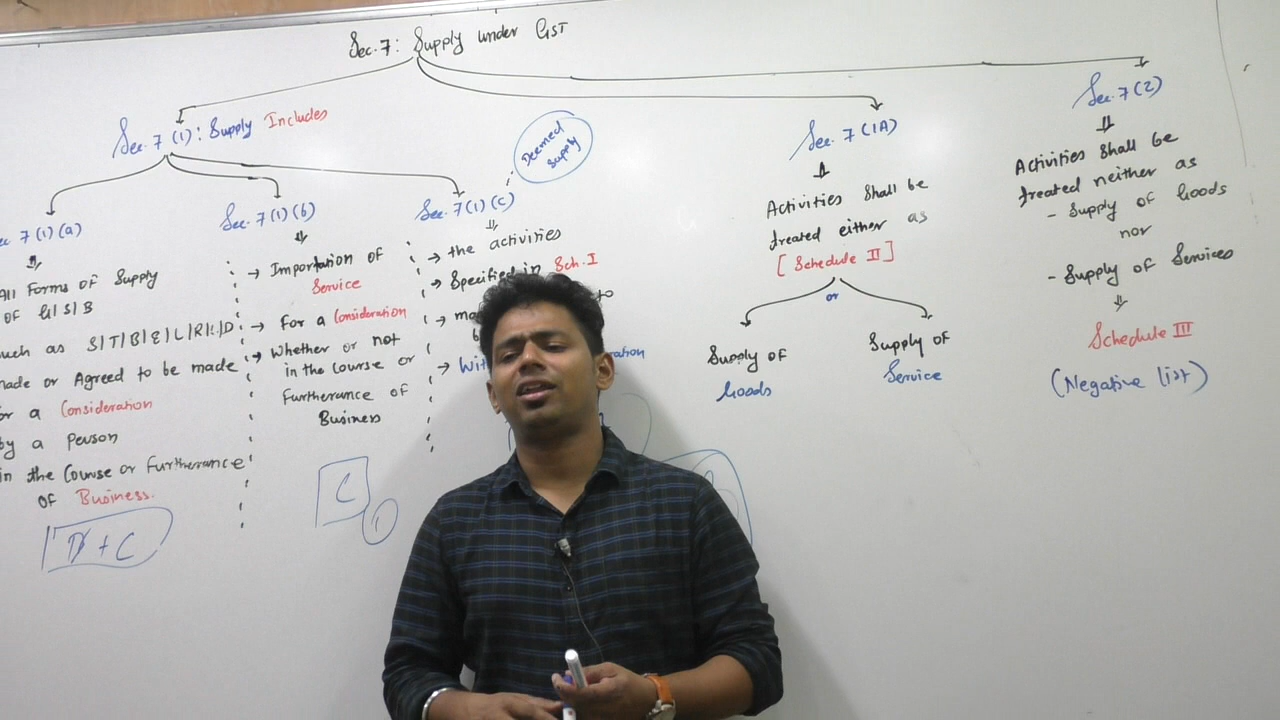 Sec. 7: Supply under GST
Sec. 7 (1): Supply Includes
7 (1) (a)
All Forms of Supply
OF G/S/B
such as S/T/B/E/L/R/L/D
made or Agreed to be made
for a Consideration
by a person
in the Course or Furtherance
of Business.
+ C
Sec. 7 (1) (b)
→ Importation of
Service
→ For a Consideration
→ Whether or not
in the course or
Furtherance of
Business
C
1
Deemed
Supply
Sec. 7 (1) (c)
→ the activities
→ Specified in Sch. I
to
Sec. 7 (1A)
Activities shall be
treated either as
[Schedule II]
or
Supply of
Goods
Supply of
Service
Sec. 7 (2)
Activities shall be
treated neither as
- Supply of Goods
nor
- Supply of Services
Schedule III
(Negative list)